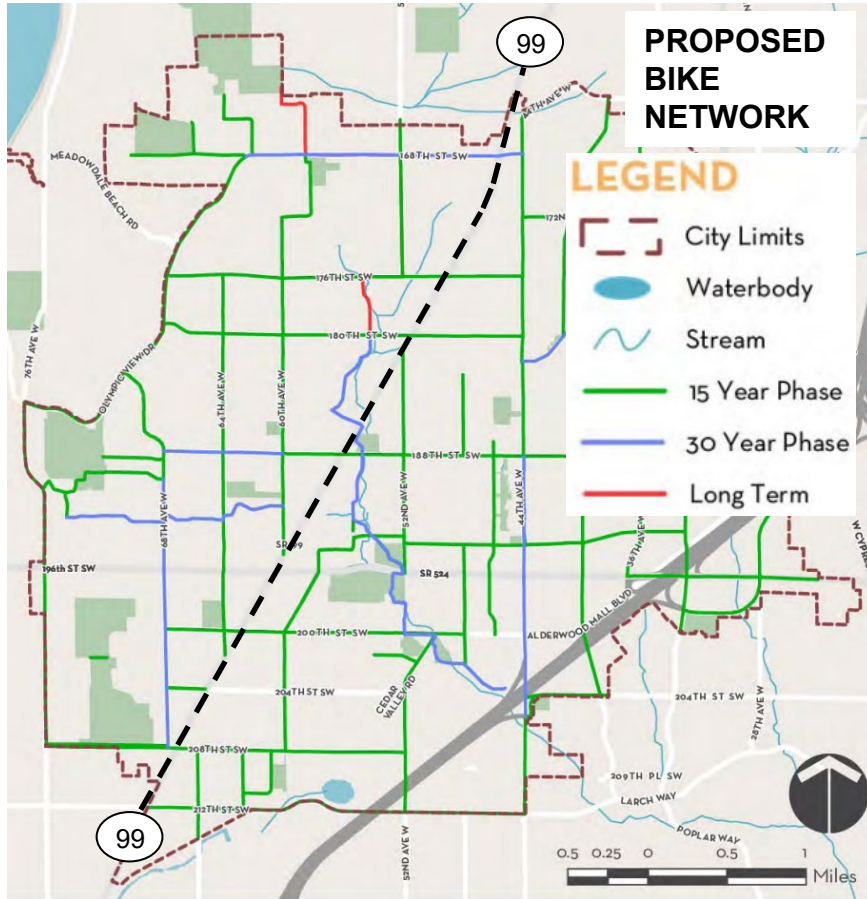 99
PROPOSED
BIKE
NETWORK
LEGEND
City Limits
Waterbody
Stream
15 Year Phase
30 Year Phase
Long Term
44TH AVE W
MEADOWDALE BEACH RD
168TH ST SW
172N
176TH ST SW
76TH AVE W
OLYMPIC VIEW DR
180TH ST SW
64TH AVE W
60TH AVE W
188TH ST SW
52ND AVE W
44TH AVE W
68TH AVE W
36TH AVE W
W CYPRE
196th ST SW
SR 524
ALDERWOOD MALL BLVD
200TH ST SW
204TH ST SW
CEDAR
VALLEY RD
204TH ST SW
28TH AVE W
208TH ST SW
209TH PL SW
LARCH WAY
212TH ST SW
POPLAR WAY
52ND AVE W
99
0.5 0.25 0 0.5 1
Miles